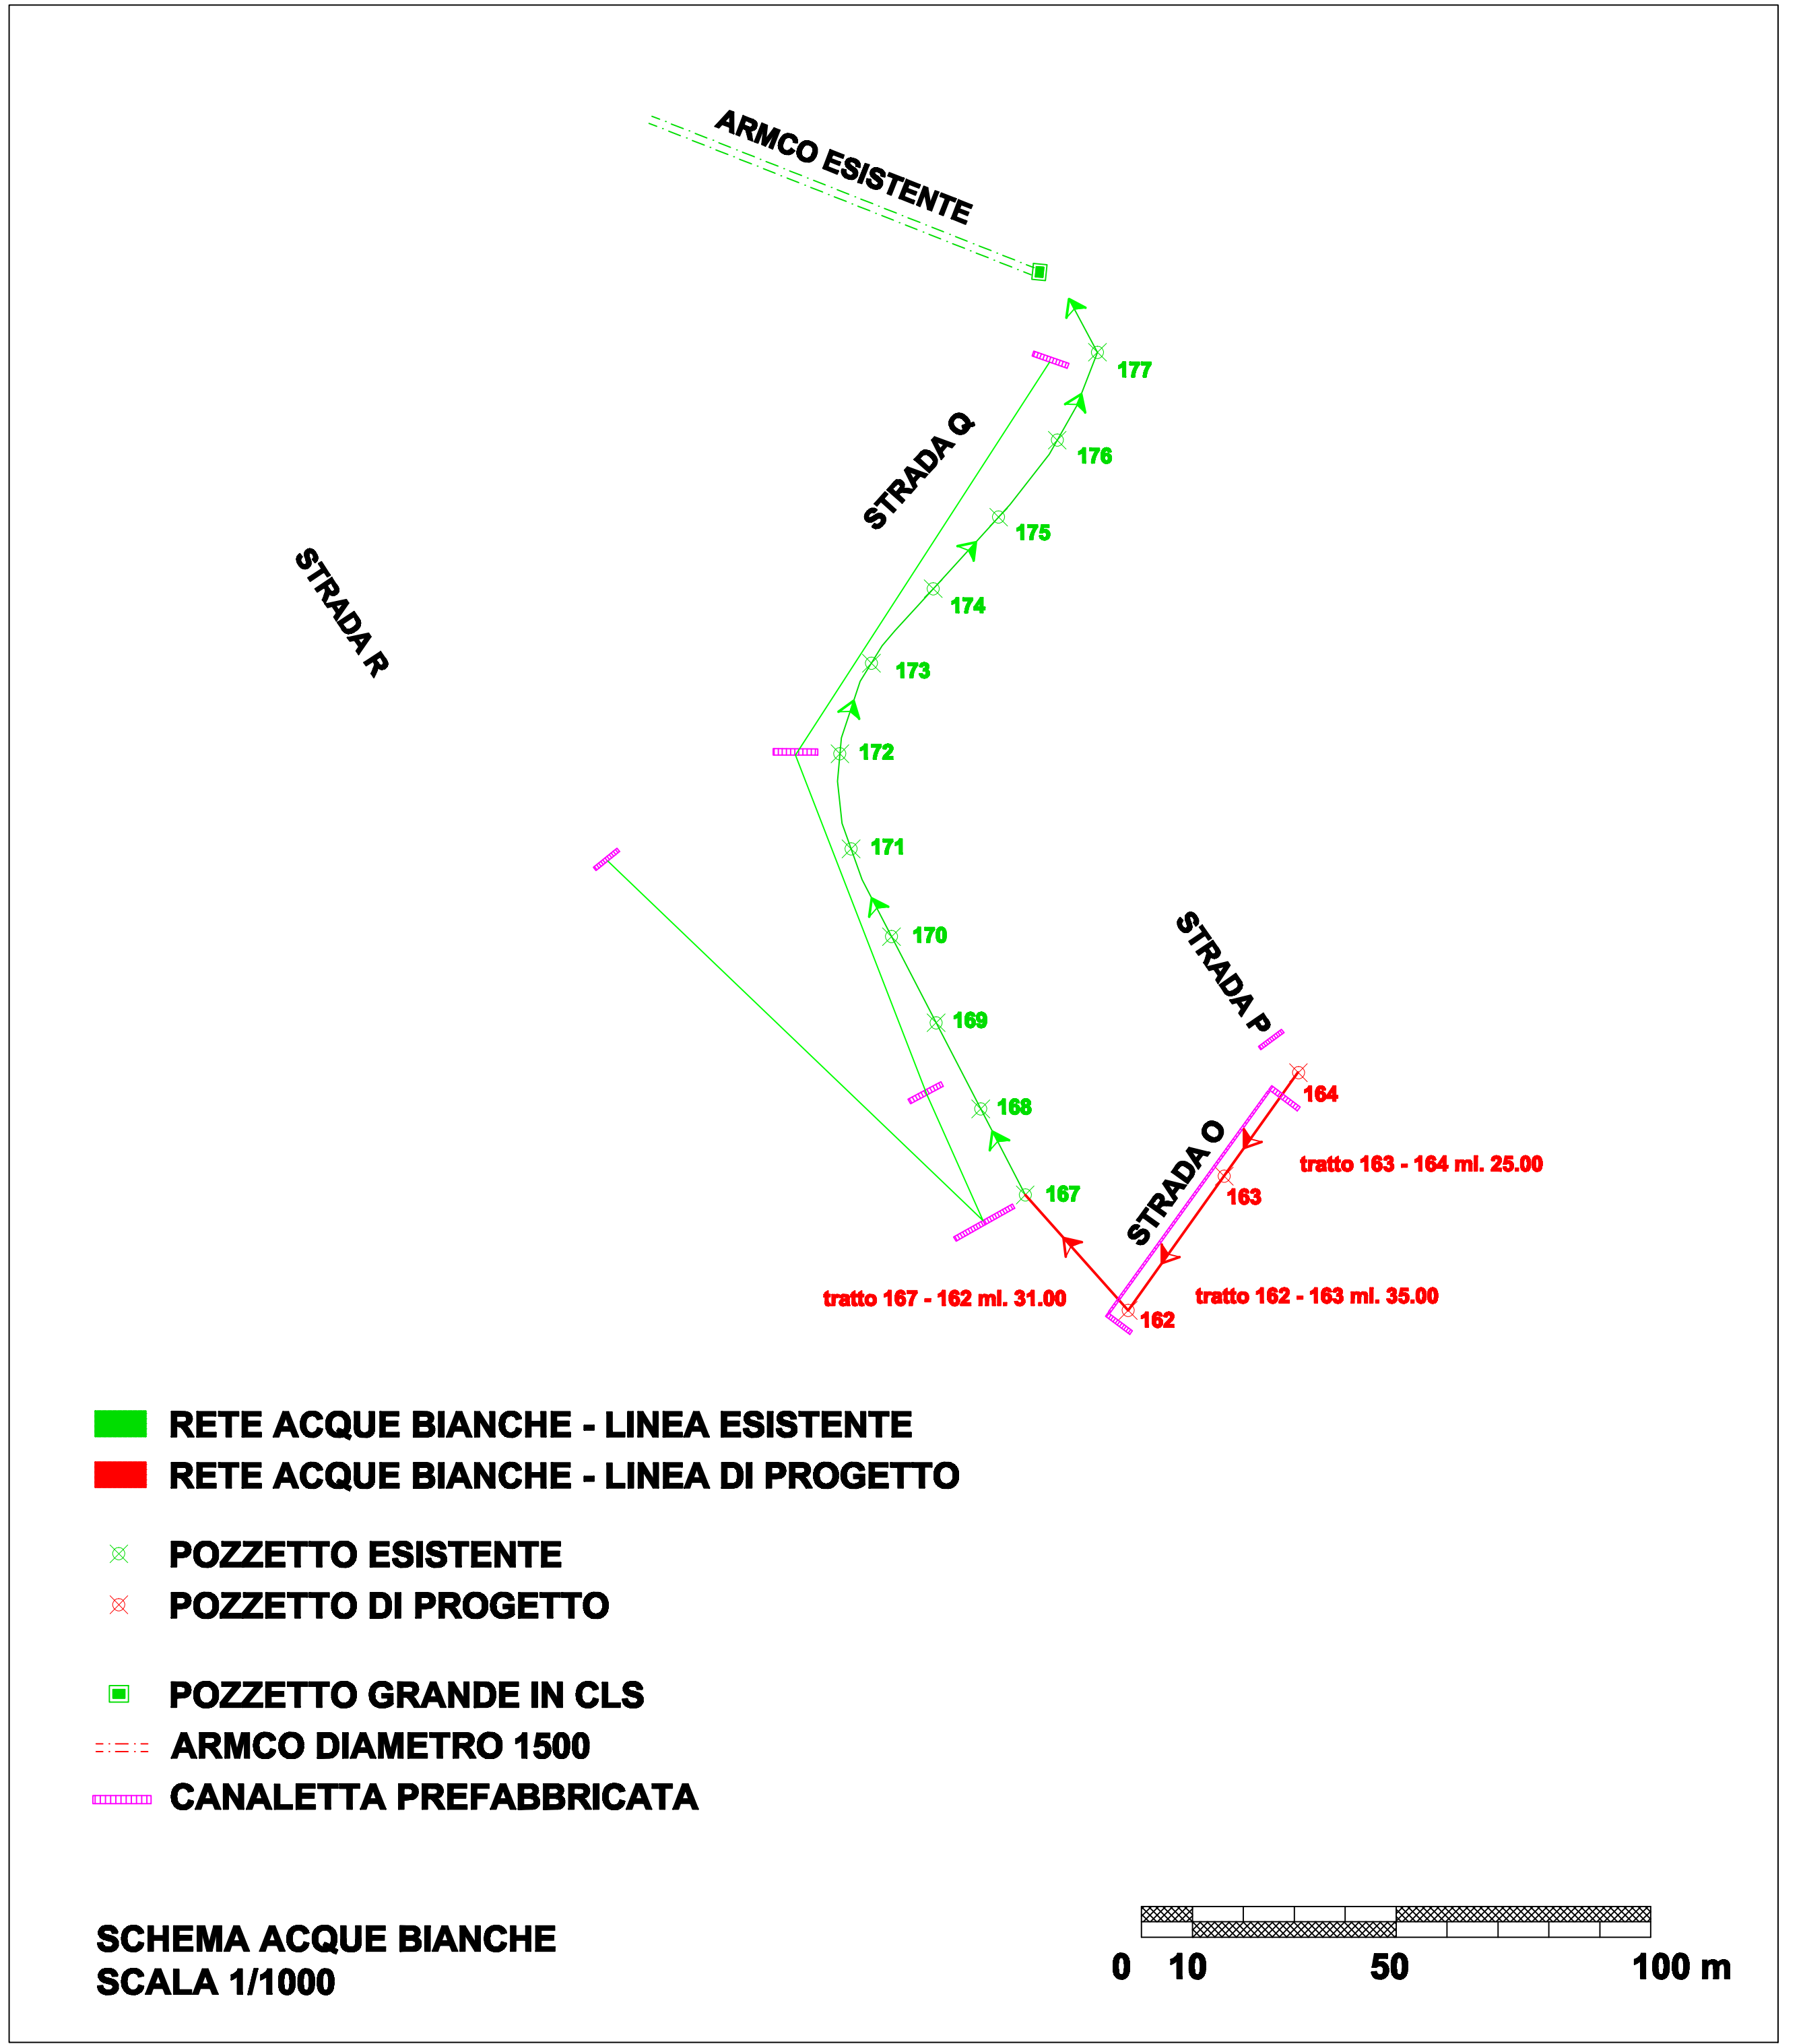 ARMCO ESISTENTE
177
STRADA Q
176
175
STRADA R
174
173
172
171
STRADA P
170
169
164
168
STRADA O
tratto 163 - 164 ml. 25.00
167
163
tratto 167 - 162 ml. 31.00
tratto 162 - 163 ml. 35.00
162
RETE ACQUE BIANCHE - LINEA ESISTENTE
RETE ACQUE BIANCHE - LINEA DI PROGETTO
POZZETTO ESISTENTE
POZZETTO DI PROGETTO
POZZETTO GRANDE IN CLS
ARMCO DIAMETRO 1500
CANALETTA PREFABBRICATA
SCHEMA ACQUE BIANCHE
SCALA 1/1000
0 10 50 100 m